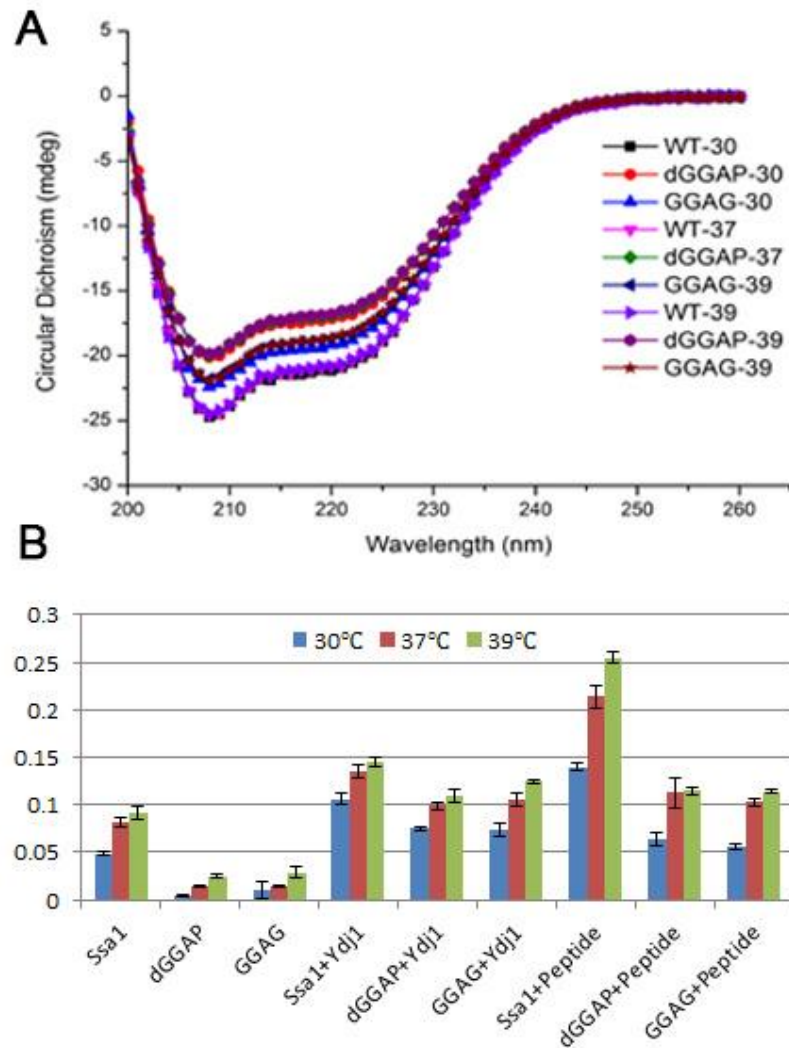 A
5
0
-5
-10
-15
-20
-25
-30
Circular Dichroism (mdeg)
WT-30
dGGAP-30
GGAG-30
WT-37
dGGAP-37
GGAG-39
WT-39
dGGAP-39
GGAG-39
200 210 220 230 240 250 260
Wavelength (nm)
B
0.3
0.25
0.2
0.15
0.1
0.05
0
30°C 37°C 39°C
Ssa1
dGGAP
GGAG
Ssa1+Ydj1
dGGAP+Ydj1
GGAG+Ydj1
Ssa1+Peptide
dGGAP+Peptide
GGAG+Peptide